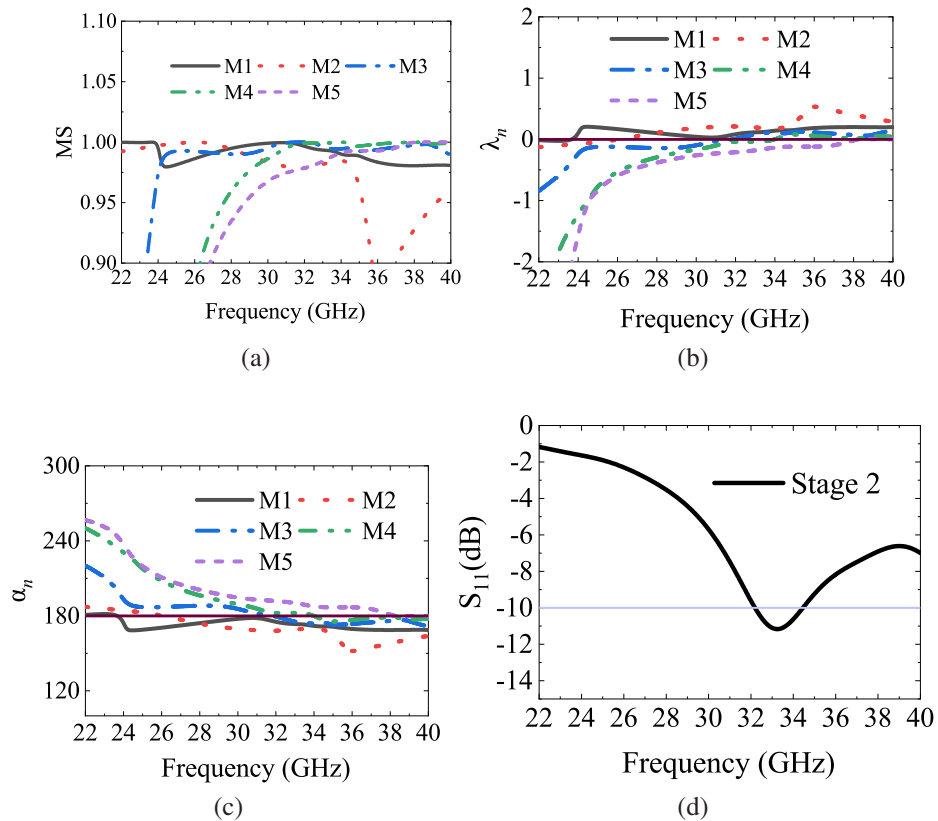 1.10
1.05
1.00
0.95
0.90
MS
M1 M2 M3
M4 M5
22 24 26 28 30 32 34 36 38 40
Frequency (GHz)
(a)
2
1
0
-1
-2
λn
M1 M2
M3 M4
M5
22 24 26 28 30 32 34 36 38 40
Frequency (GHz)
(b)
300
240
180
120
αn
M1 M2
M3 M4
M5
22 24 26 28 30 32 34 36 38 40
Frequency (GHz)
(c)
0
-2
-4
-6
-8
-10
-12
-14
-16
S11(dB)
Stage 2
22 24 26 28 30 32 34 36 38 40
Frequency (GHz)
(d)